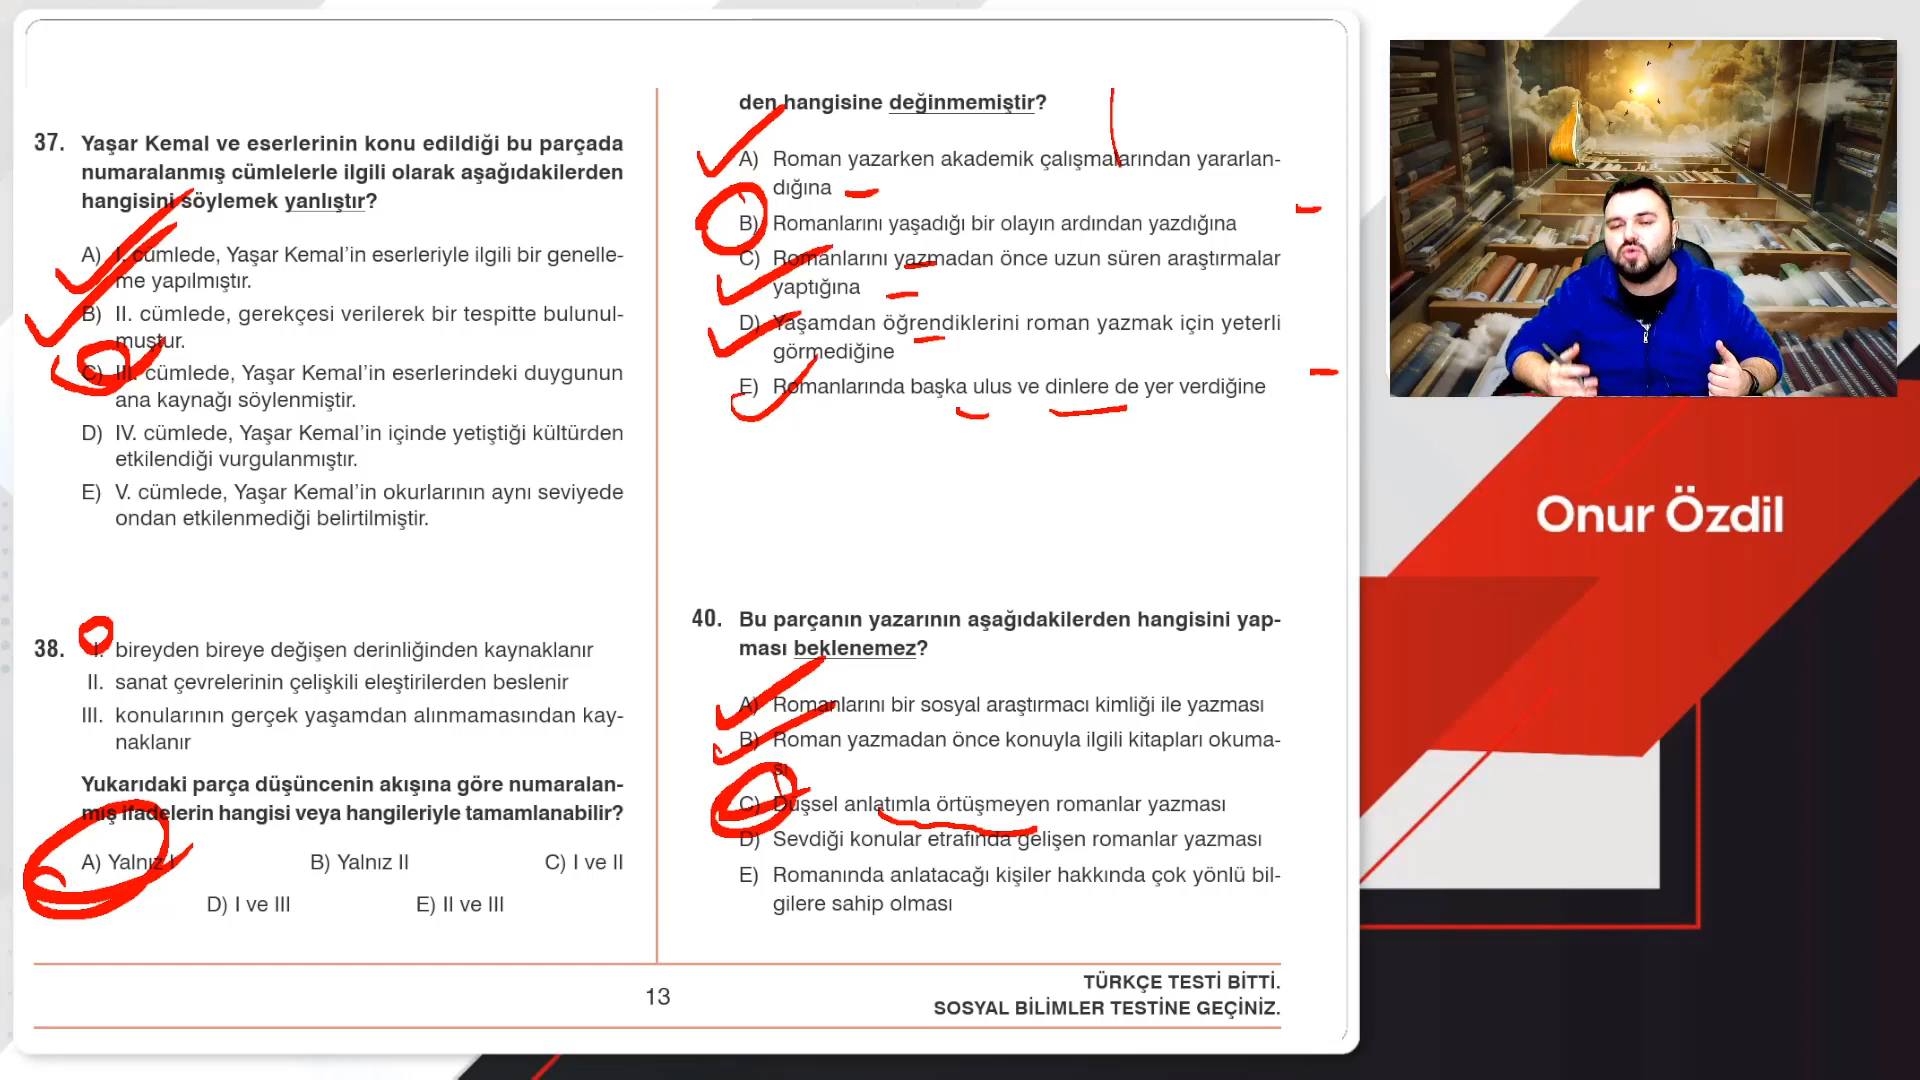 37. Yaşar Kemal ve eserlerinin konu edildiği bu parçada
numaralanmış cümlelerle ilgili olarak aşağıdakilerden
hangisini söylemek yanlıştır?
A) I. cümlede, Yaşar Kemal’in eserleriyle ilgili bir genelle-
me yapılmıştır.
B) II. cümlede, gerekçesi verilerek bir tespitte bulunul-
muştur.
C) III. cümlede, Yaşar Kemal’in eserlerindeki duygunun
ana kaynağı söylenmiştir.
D) IV. cümlede, Yaşar Kemal’in içinde yetiştiği kültürden
etkilendiği vurgulanmıştır.
E) V. cümlede, Yaşar Kemal’in okurlarının aynı seviyede
ondan etkilenmediği belirtilmiştir.
38. I. bireyden bireye değişen derinliğinden kaynaklanır
II. sanat çevrelerinin çelişkili eleştirilerden beslenir
III. konularının gerçek yaşamdan alınmamasından kay-
naklanır
Yukarıdaki parça düşüncenin akışına göre numaralan-
mış ifadelerin hangisi veya hangileriyle tamamlanabilir?
A) Yalnız I B) Yalnız II C) I ve II
D) I ve III E) II ve III
den hangisine değinmemiştir?
A) Roman yazarken akademik çalışmalarından yararlan-
dığına
B) Romanlarını yaşadığı bir olayın ardından yazdığına
C) Romanlarını yazmadan önce uzun süren araştırmalar
yaptığına
D) Yaşamdan öğrendiklerini roman yazmak için yeterli
görmediğine
E) Romanlarında başka ulus ve dinlere de yer verdiğine
40. Bu parçanın yazarının aşağıdakilerden hangisini yap-
ması beklenemez?
A) Romanlarını bir sosyal araştırmacı kimliği ile yazması
B) Roman yazmadan önce konuyla ilgili kitapları okuma-
sı
C) Düşsel anlatımla örtüşmeyen romanlar yazması
D) Sevdiği konular etrafında gelişen romanlar yazması
E) Romanında anlatacağı kişiler hakkında çok yönlü bil-
gilere sahip olması
13
TÜRKÇE TESTİ BİTTİ.
SOSYAL BİLİMLER TESTİNE GEÇİNİZ.
Onur Özdil